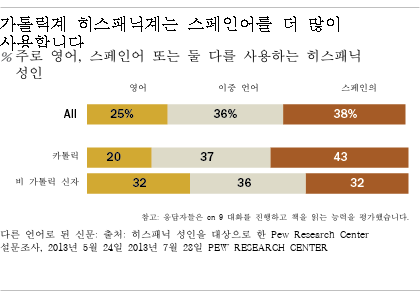 가톨릭계 히스패닉계는 스페인어를 더 많이
사용합니다
% 주로 영어, 스페인어 또는 둘 다를 사용하는 히스패닉
성인
영어 이중 언어 스페인의
All 25% 36% 38%
카톨릭 20 37 43
비 가톨릭 신자 32 36 32
참고: 응답자들은 on 9 대화를 진행하고 책을 읽는 능력을 평가했습니다.
다른 언어로 된 신문: 출처: 히스패닉 성인을 대상으로 한 Pew Research Center
설문조사, 2013년 5월 24일 2013년 7월 28일 PEW RESEARCH CENTER